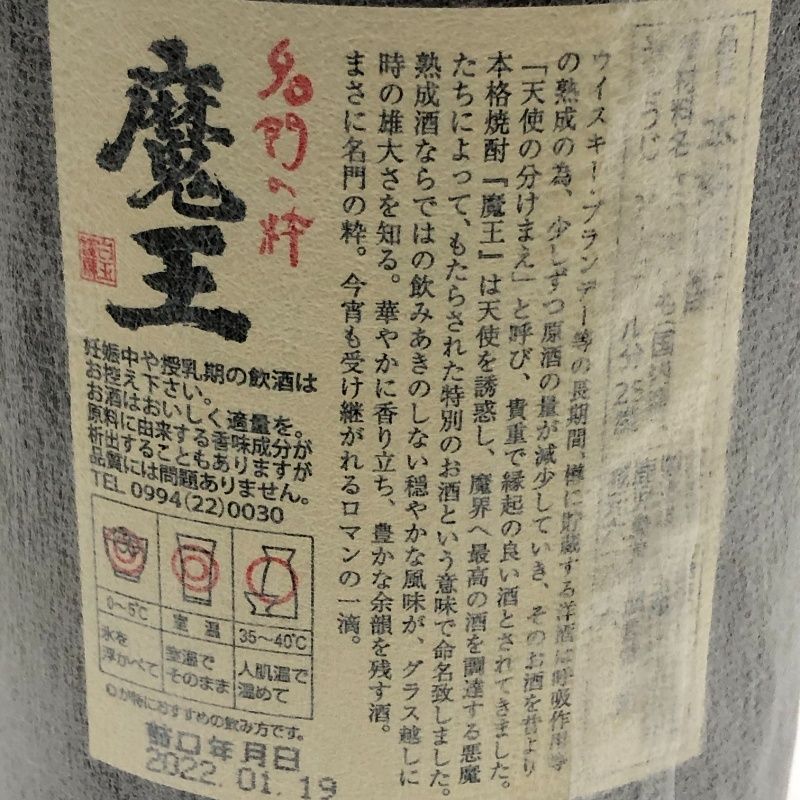 ウイスキー・ブランデー等の長期間、樽に貯蔵する洋酒は呼吸作用等
の熟成の為、少しずつ原酒の量が減少していき、そのお酒を昔より
「天使の分けまえ」と呼び、貴重で縁起の良い酒とされてきました。
本格焼酎『魔王』は天使を誘惑し、魔界へ最高の酒を調達する悪魔
たちによって、もたらされた特別のお酒という意味で命名致しました。
熟成酒ならではの飲みあきのしない穏やかな風味が、グラス越しに
時の雄大さを知る。華やかに香り立ち、豊かな余韻を残す酒。
まさに名門の粋。今宵も受け継がれるロマンの一滴。
名門の粋
魔王
白玉
妊娠中や授乳期の飲酒は
お控え下さい。
お酒はおいしく適量を。
原料に由来する香味成分が
析出することもありますが
品質には問題ありません。
TEL 0994(22)0030
0～5℃
氷を
浮かべて
室温
室温で
そのまま
35～40℃
人肌温で
温めて
○が特におすすめの飲み方です。
詰口年月日
2022.01.19